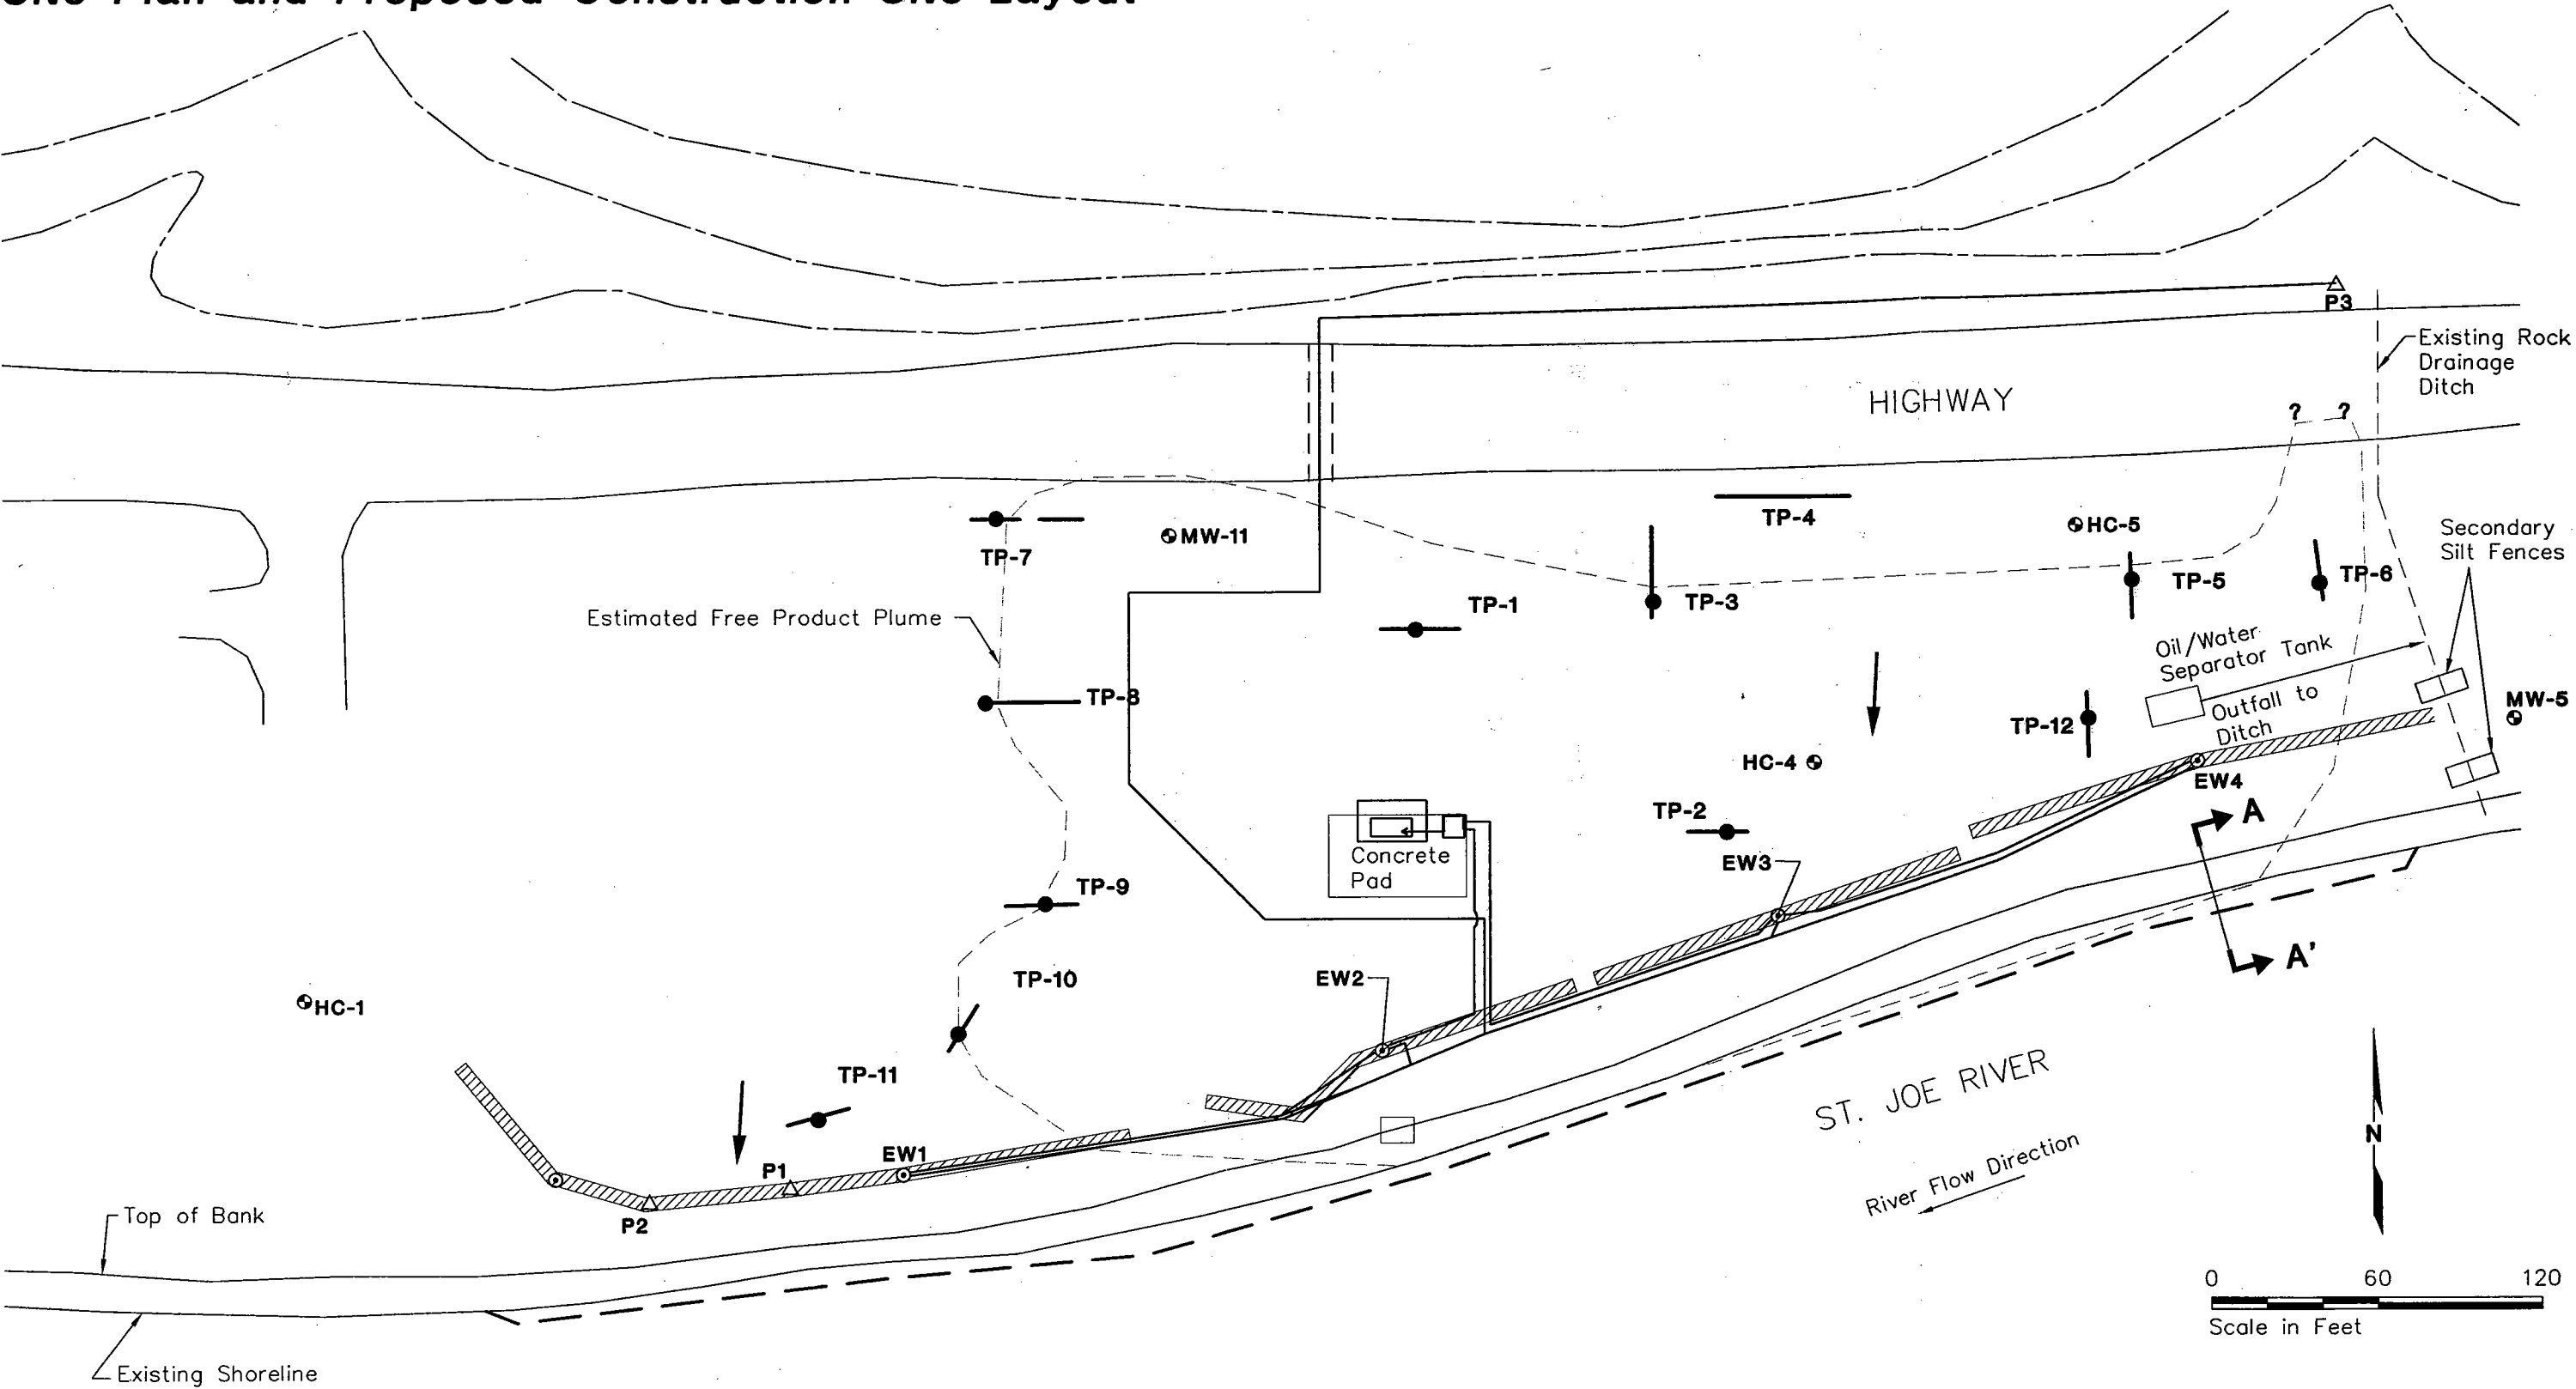 Site Plan and Proposed Construction Site Layout
P3
Existing Rock
Drainage
Ditch
HIGHWAY
? ?
TP-4
HC-5
MW-11
TP-7
Secondary
Silt Fences
TP-5
TP-6
TP-1
TP-3
Estimated Free Product Plume
Oil/Water
Separator Tank
TP-8
MW-5
Outfall to
Ditch
TP-12
HC-4
EW4
TP-2
A
Concrete
Pad
EW3
TP-9
A'
TP-10
EW2
HC-1
TP-11
ST. JOE RIVER
N
EW1
P1
River Flow Direction
P2
Top of Bank
0 60 120
Scale in Feet
Existing Shoreline